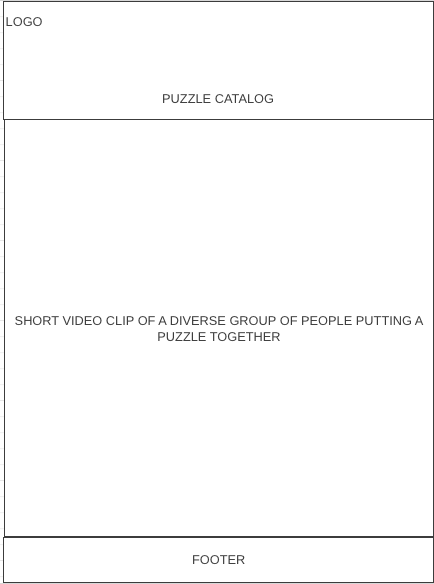 LOGO
PUZZLE CATALOG
SHORT VIDEO CLIP OF A DIVERSE GROUP OF PEOPLE PUTTING A
PUZZLE TOGETHER
FOOTER